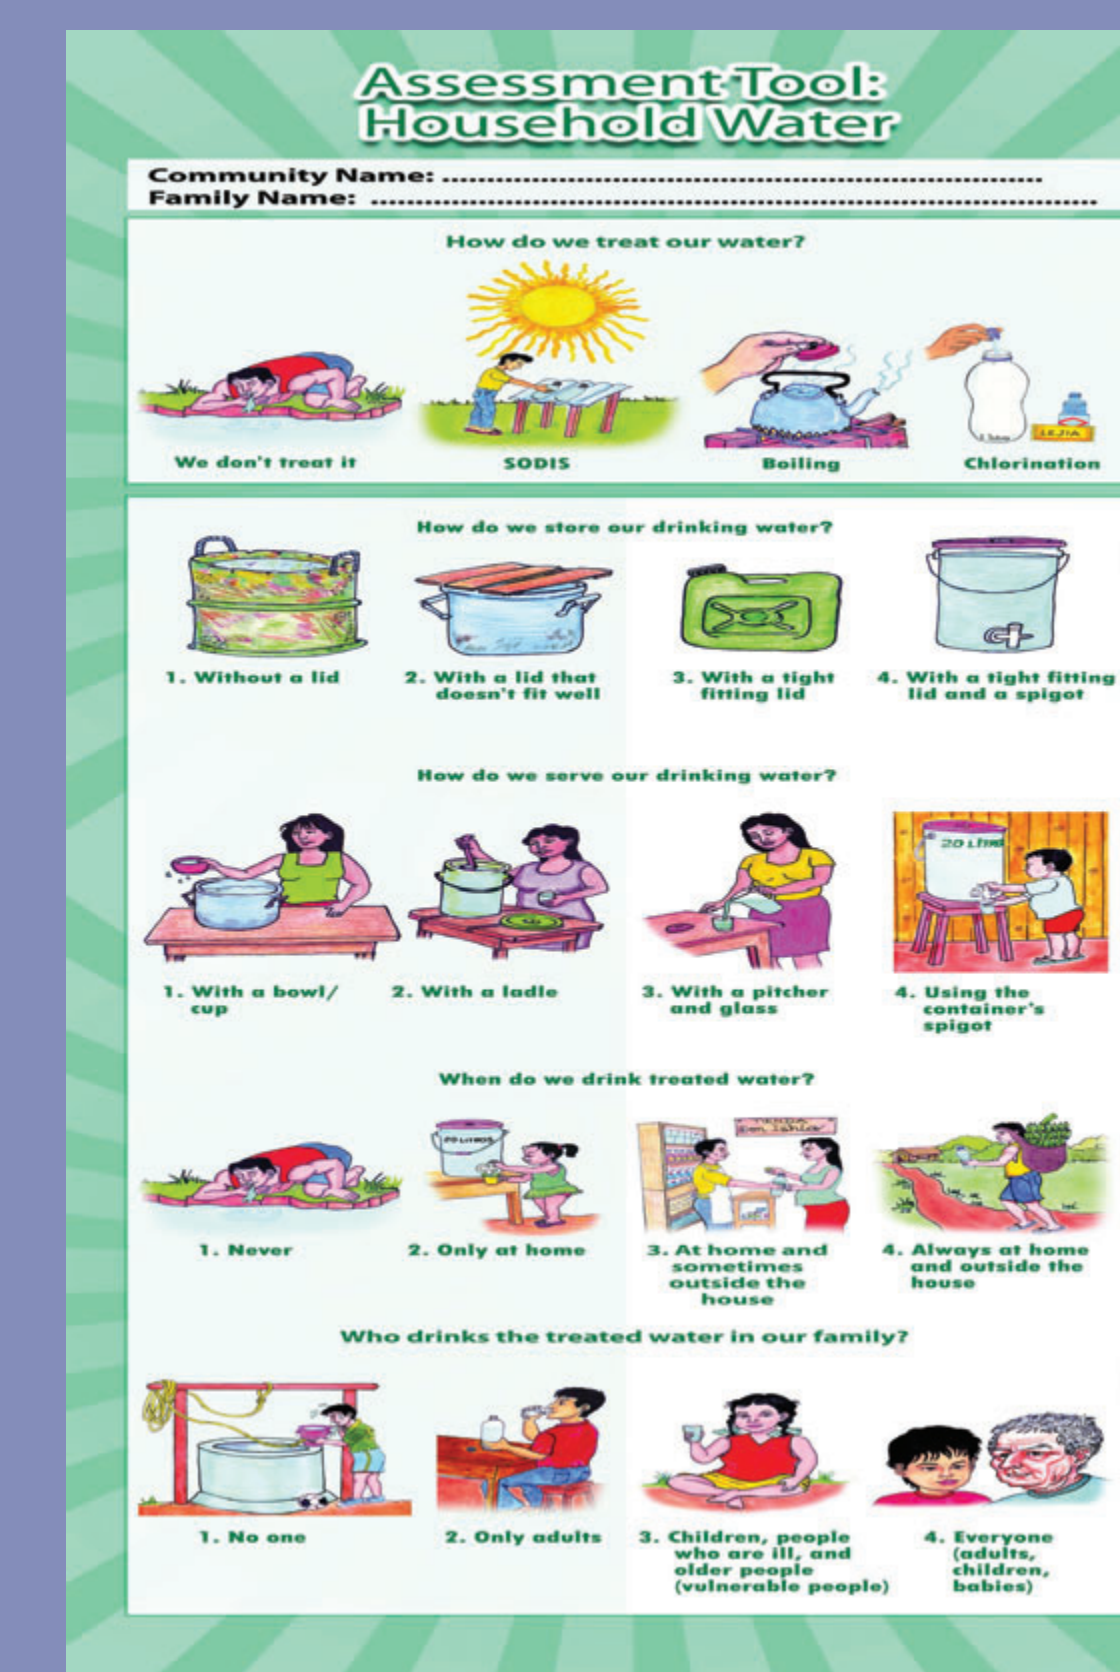 Assessment Tool:
Household Water
Community Name: ....................................................................
Family Name: ..................................................................................
How do we treat our water?
LEJIA
We don't treat it
SODIS
Boiling
Chlorination
How do we store our drinking water?
1. Without a lid
2. With a lid that
doesn't fit well
3. With a tight
fitting lid
4. With a tight fitting
lid and a spigot
How do we serve our drinking water?
20 LITROS
1. With a bowl/
cup
2. With a ladle
3. With a pitcher
and glass
4. Using the
container's
spigot
When do we drink treated water?
20 LITROS
TIENDA
1. Never
2. Only at home
3. At home and
sometimes
outside the
house
4. Always at home
and outside the
house
Who drinks the treated water in our family?
1. No one
2. Only adults
3. Children, people
who are ill, and
older people
(vulnerable people)
4. Everyone
(adults,
children,
babies)